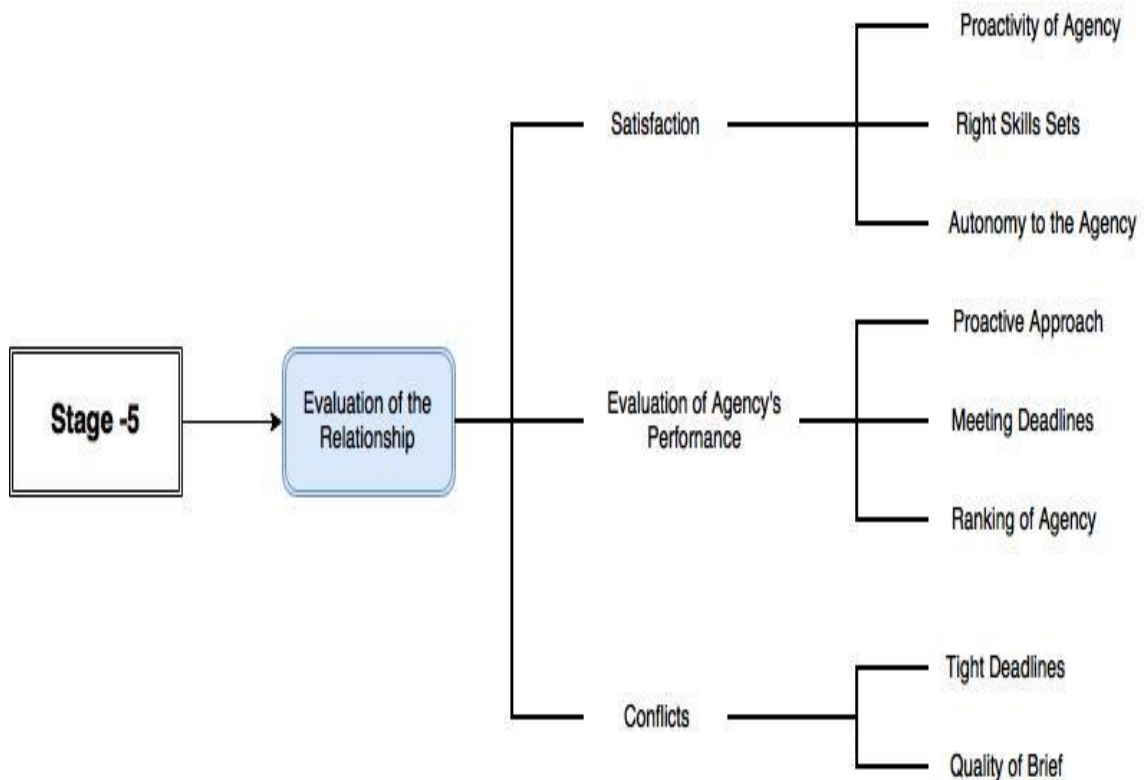 Proactivity of Agency
Satisfaction
Right Skills Sets
Autonomy to the Agency
Stage -5
Evaluation of the
Relationship
Evaluation of Agency's
Perfornance
Proactive Approach
Meeting Deadlines
Ranking of Agency
Conflicts
Tight Deadlines
Quality of Brief